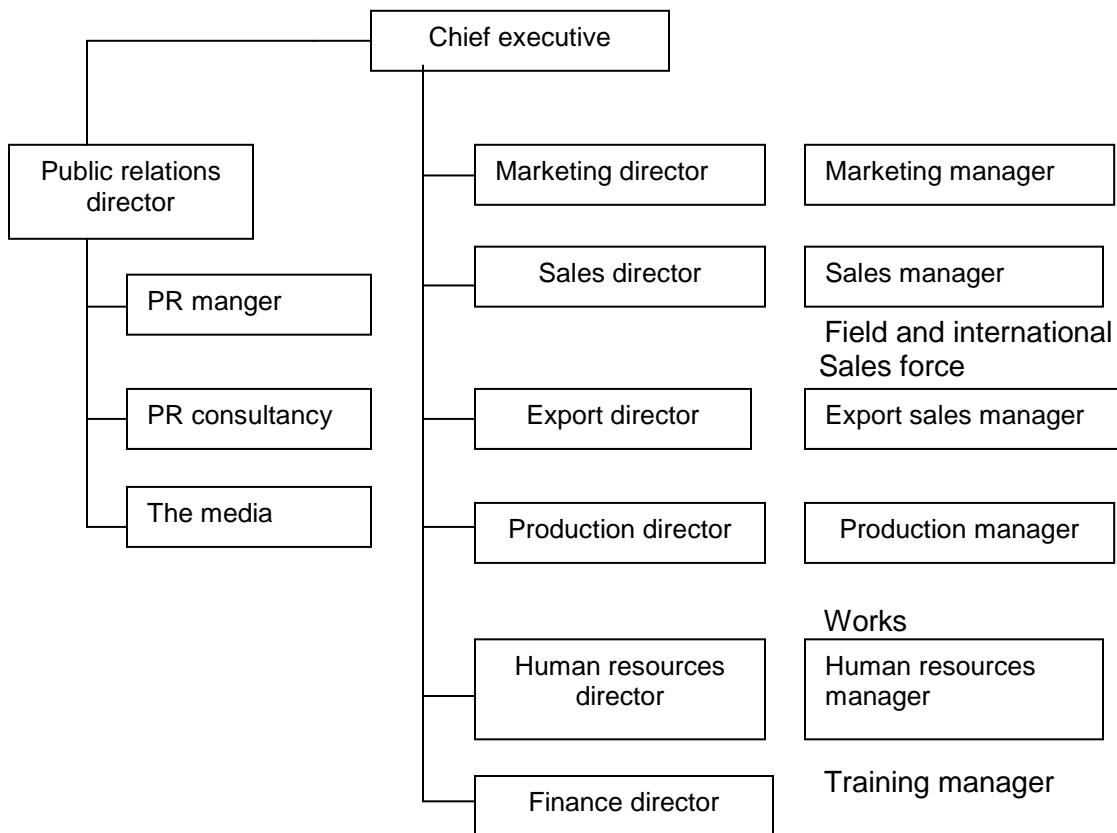 Chief executive
Public relations
director
PR manger
PR consultancy
The media
Marketing director
Marketing manager
Sales director
Sales manager
Field and international
Sales force
Export director
Export sales manager
Production director
Production manager
Works
Human resources
director
Human resources
manager
Training manager
Finance director